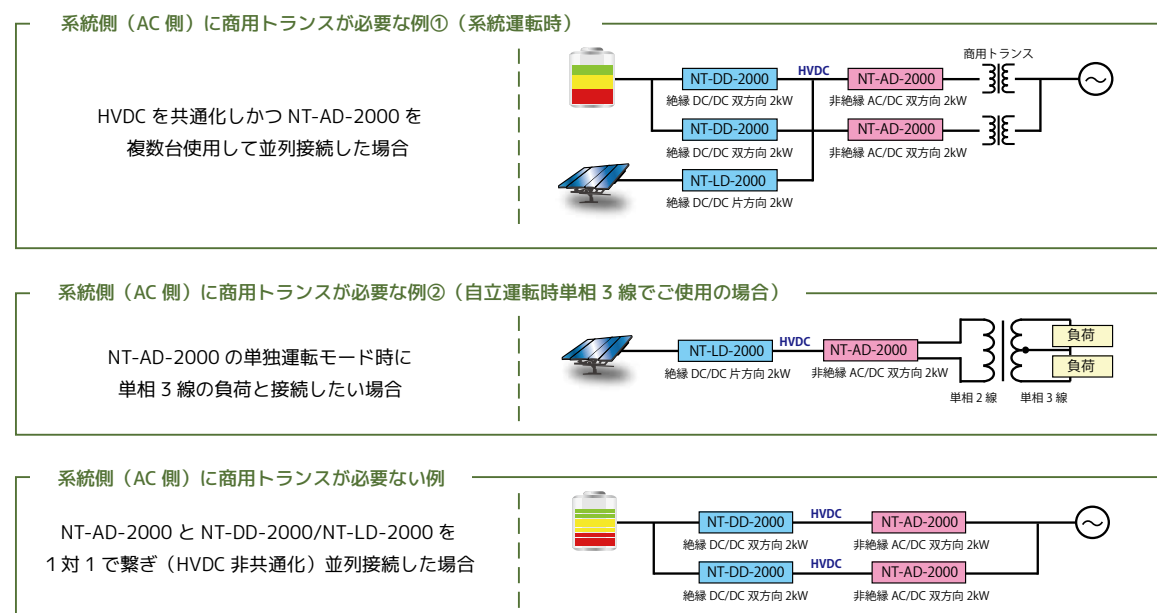 系統側（AC 側）に商用トランスが必要な例①（系統運転時）
HVDC を共通化しかつ NT-AD-2000 を
複数台使用して並列接続した場合
商用トランス
HVDC
NT-DD-2000
NT-AD-2000
絶縁 DC/DC 双方向 2kW
非絶縁 AC/DC 双方向 2kW
NT-DD-2000
NT-AD-2000
絶縁 DC/DC 双方向 2kW
非絶縁 AC/DC 双方向 2kW
NT-LD-2000
絶縁 DC/DC 片方向 2kW
系統側（AC 側）に商用トランスが必要な例②（自立運転時単相 3 線でご使用の場合）
NT-AD-2000 の単独運転モード時に
単相 3 線の負荷と接続したい場合
HVDC
NT-LD-2000
NT-AD-2000
絶縁 DC/DC 片方向 2kW
非絶縁 AC/DC 双方向 2kW
負荷
負荷
単相 2 線
単相 3 線
系統側（AC 側）に商用トランスが必要ない例
NT-AD-2000 と NT-DD-2000/NT-LD-2000 を
1 対 1 で繋ぎ（HVDC 非共通化）並列接続した場合
HVDC
NT-DD-2000
NT-AD-2000
絶縁 DC/DC 双方向 2kW
非絶縁 AC/DC 双方向 2kW
HVDC
NT-DD-2000
NT-AD-2000
絶縁 DC/DC 双方向 2kW
非絶縁 AC/DC 双方向 2kW